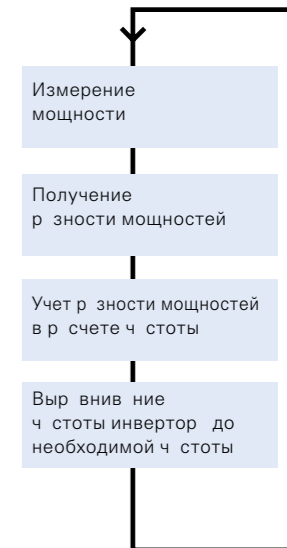 Измерение
мощности
Получение
р зности мощностей
Учет р зности мощностей
в р счете ч стоты
Выр внив ние
ч стоты инвертор до
необходимой ч стоты